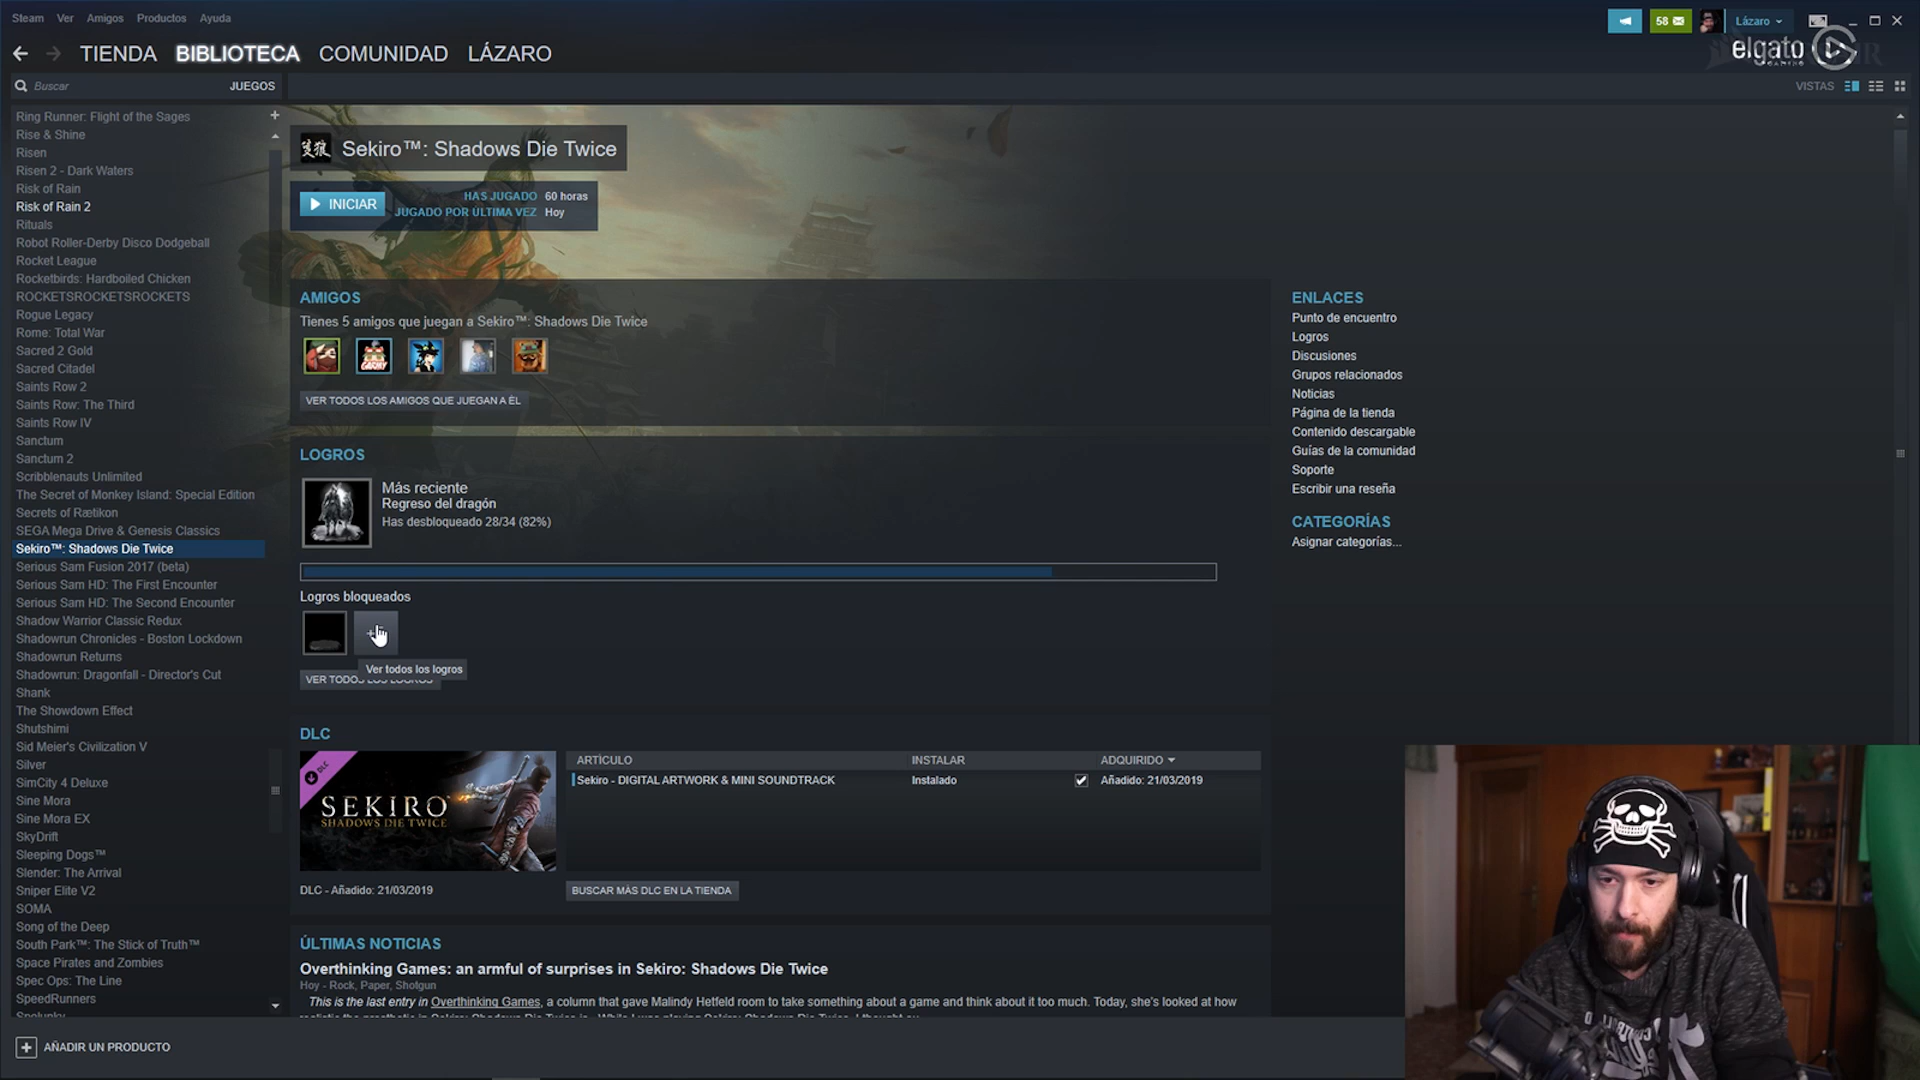 Steam Ver Amigos Productos Ayuda
58
Lázaro
TIENDA BIBLIOTECA COMUNIDAD LÁZARO
elgato
GAMING
Buscar
JUEGOS
VISTAS
Ring Runner: Flight of the Sages
Rise & Shine
Risen
Risen 2 - Dark Waters
Risk of Rain
Risk of Rain 2
Rituals
Robot Roller-Derby Disco Dodgeball
Rocket League
Rocketbirds: Hardboiled Chicken
ROCKETSROCKETSROCKETS
Rogue Legacy
Rome: Total War
Sacred 2 Gold
Sacred Citadel
Saints Row 2
Saints Row: The Third
Saints Row IV
Sanctum
Sanctum 2
Scribblenauts Unlimited
The Secret of Monkey Island: Special Edition
Secrets of Rætikon
SEGA Mega Drive & Genesis Classics
Sekiro™: Shadows Die Twice
Serious Sam Fusion 2017 (beta)
Serious Sam HD: The First Encounter
Serious Sam HD: The Second Encounter
Shadow Warrior Classic Redux
Shadowrun Chronicles - Boston Lockdown
Shadowrun Returns
Shadowrun: Dragonfall - Director's Cut
Shank
The Showdown Effect
Shutshimi
Sid Meier's Civilization V
Silver
SimCity 4 Deluxe
Sine Mora
Sine Mora EX
SkyDrift
Sleeping Dogs™
Slender: The Arrival
Sniper Elite V2
SOMA
Song of the Deep
South Park™: The Stick of Truth™
Space Pirates and Zombies
Spec Ops: The Line
SpeedRunners
Spelunky
AÑADIR UN PRODUCTO
隻狼
Sekiro™: Shadows Die Twice
INICIAR
HAS JUGADO 60 horas
JUGADO POR ÚLTIMA VEZ Hoy
AMIGOS
Tienes 5 amigos que juegan a Sekiro™: Shadows Die Twice
VER TODOS LOS AMIGOS QUE JUEGAN A ÉL
LOGROS
Más reciente
Regreso del dragón
Has desbloqueado 28/34 (82%)
Logros bloqueados
Ver todos los logros
VER TODOS LOS LOGROS
DLC
DLC
SEKIRO
SHADOWS DIE TWICE
DLC - Añadido: 21/03/2019
ARTÍCULO INSTALAR ADQUIRIDO
Sekiro - DIGITAL ARTWORK & MINI SOUNDTRACK Instalado Añadido: 21/03/2019
BUSCAR MÁS DLC EN LA TIENDA
ÚLTIMAS NOTICIAS
Overthinking Games: an armful of surprises in Sekiro: Shadows Die Twice
Hoy - Rock, Paper, Shotgun
This is the last entry in Overthinking Games, a column that gave Malindy Hetfeld room to take something about a game and think about it too much. Today, she's looked at how
ENLACES
Punto de encuentro
Logros
Discusiones
Grupos relacionados
Noticias
Página de la tienda
Contenido descargable
Guías de la comunidad
Soporte
Escribir una reseña
CATEGORÍAS
Asignar categorías...